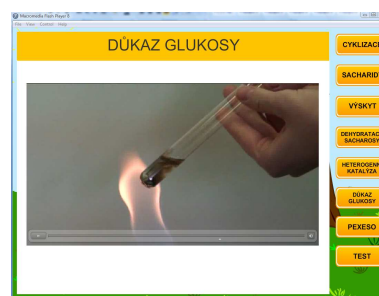 Macromedia Flash Player 8
File View Control Help
DŮKAZ GLUKOSY
CYKLIZAC
SACHARID
VÝSKYT
DEHYDRATAC
SACHAROSY
HETEROGENN
KATALÝZA
DŮKAZ
GLUKOSY
PEXESO
TEST